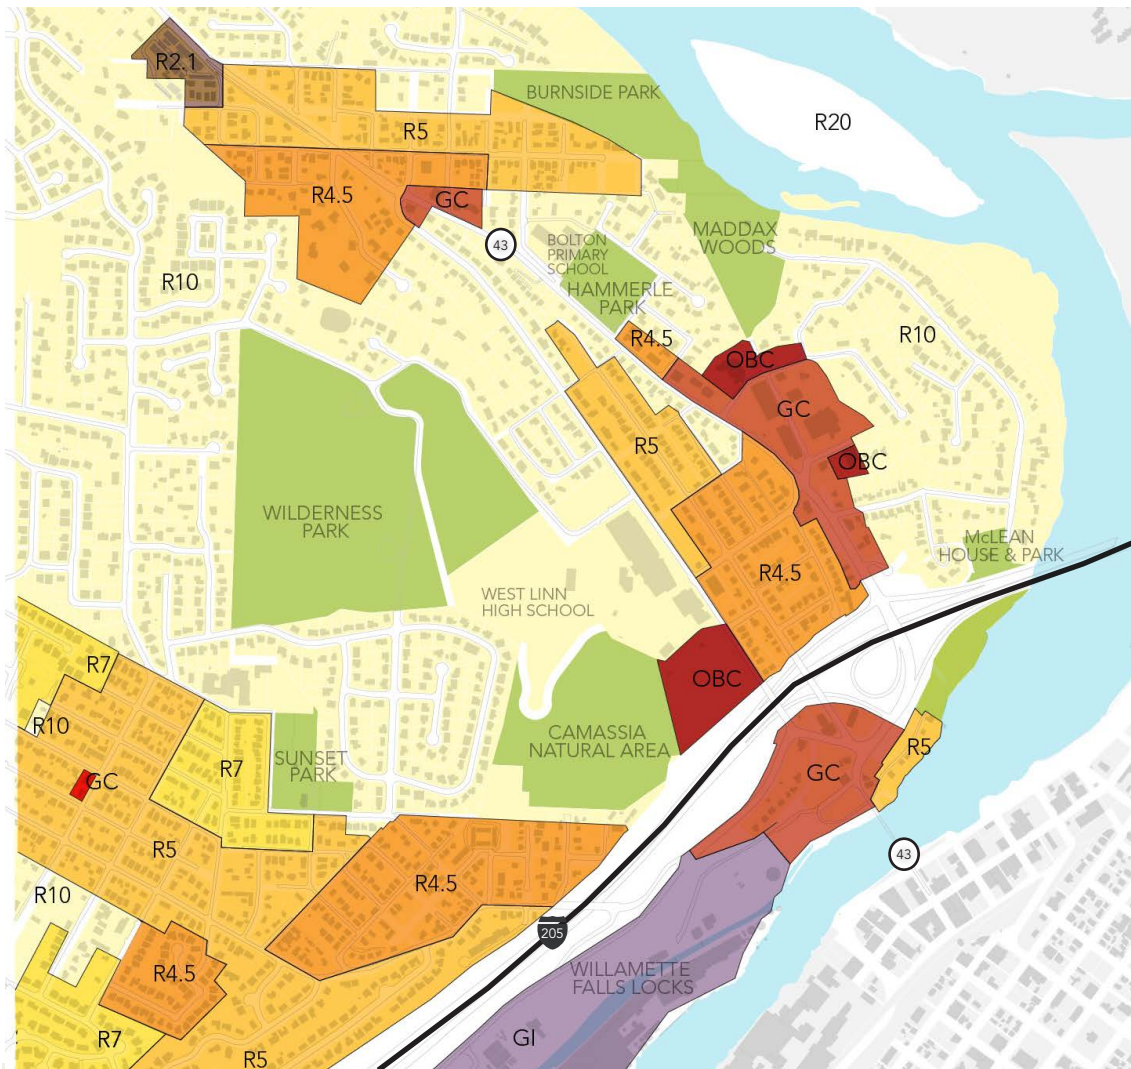 R2.1
BURNSIDE PARK
R5
R20
R4.5
GC
43
BOLTON
PRIMARY
SCHOOL
MADDAX
WOODS
R10
HAMMERLE
PARK
R4.5
OBC
R10
GC
R5
OBC
WILDERNESS
PARK
McLEAN
HOUSE & PARK
R4.5
WEST LINN
HIGH SCHOOL
R7
OBC
R10
CAMASSIA
NATURAL AREA
R5
SUNSET
PARK
R7
GC
GC
R5
43
R4.5
R10
205
R4.5
WILLAMETTE
FALLS LOCKS
R7
GI
R5